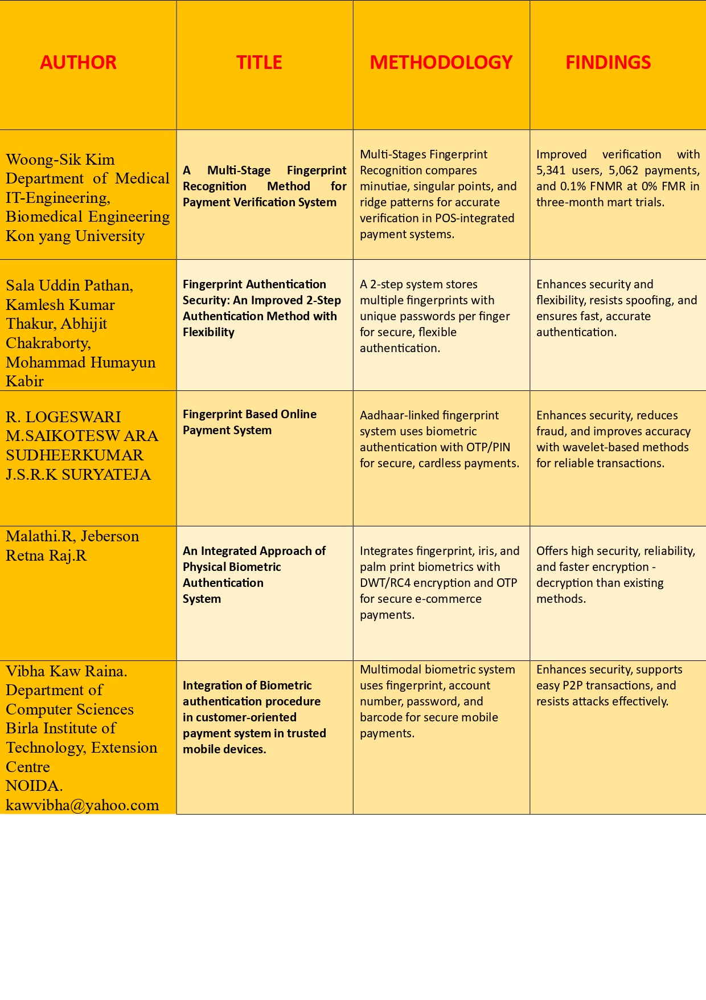 AUTHOR
TITLE
METHODOLOGY
FINDINGS
Woong-Sik Kim
Department of Medical
IT-Engineering,
Biomedical Engineering
Kon yang University
A Multi-Stage Fingerprint
Recognition Method for
Payment Verification System
Multi-Stages Fingerprint
Recognition compares
minutiae, singular points, and
ridge patterns for accurate
verification in POS-integrated
payment systems.
Improved verification with
5,341 users, 5,062 payments,
and 0.1% FNMR at 0% FMR in
three-month mart trials.
Sala Uddin Pathan,
Kamlesh Kumar
Thakur, Abhijit
Chakraborty,
Mohammad Humayun
Kabir
Fingerprint Authentication
Security: An Improved 2-Step
Authentication Method with
Flexibility
A 2-step system stores
multiple fingerprints with
unique passwords per finger
for secure, flexible
authentication.
Enhances security and
flexibility, resists spoofing, and
ensures fast, accurate
authentication.
R. LOGESWARI
M.SAIKOTESW ARA
SUDHEERKUMAR
J.S.R.K SURYATEJA
Fingerprint Based Online
Payment System
Aadhaar-linked fingerprint
system uses biometric
authentication with OTP/PIN
for secure, cardless payments.
Enhances security, reduces
fraud, and improves accuracy
with wavelet-based methods
for reliable transactions.
Malathi.R, Jeberson
Retna Raj.R
An Integrated Approach of
Physical Biometric
Authentication
System
Integrates fingerprint, iris, and
palm print biometrics with
DWT/RC4 encryption and OTP
for secure e-commerce
payments.
Offers high security, reliability,
and faster encryption -
decryption than existing
methods.
Vibha Kaw Raina.
Department of
Computer Sciences
Birla Institute of
Technology, Extension
Centre
NOIDA.
kawvibha@yahoo.com
Integration of Biometric
authentication procedure
in customer-oriented
payment system in trusted
mobile devices.
Multimodal biometric system
uses fingerprint, account
number, password, and
barcode for secure mobile
payments.
Enhances security, supports
easy P2P transactions, and
resists attacks effectively.